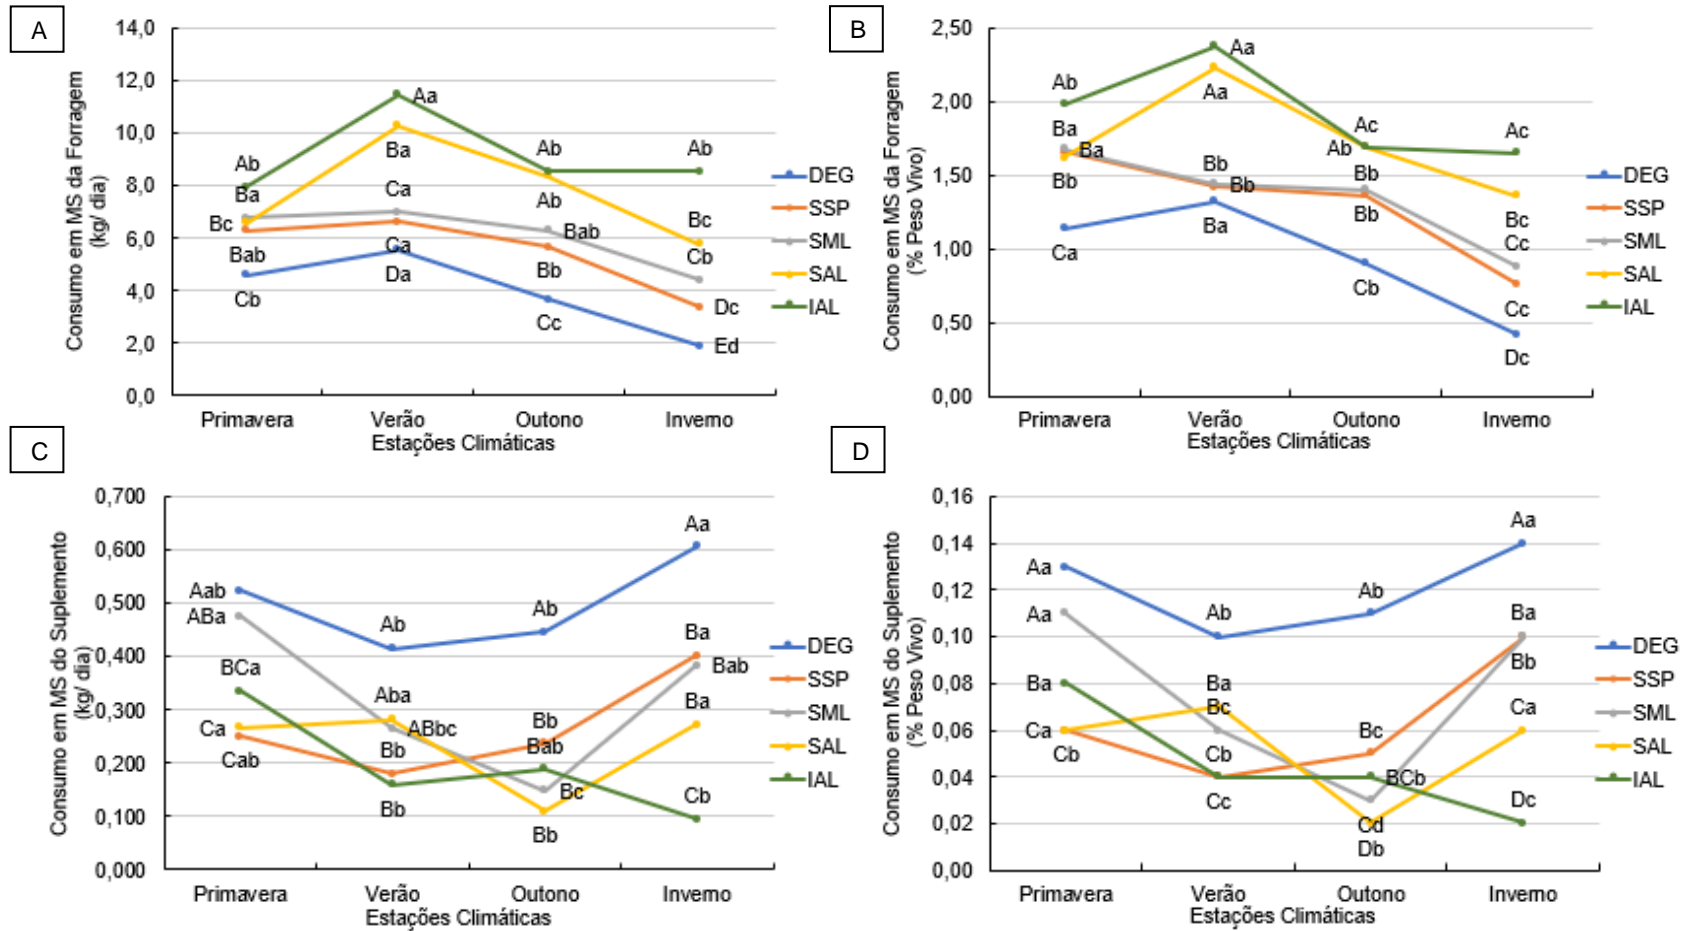 A
14,0
12,0
10,0
8,0
6,0
4,0
2,0
0,0
Consumo em MS da Forragem
(kg/ dia)
Ab
Ba
Bc
Bab
Cb
Aa
Ba
Ca
Ca
Da
Ab
Ab
Bab
Bb
Cc
Ab
Bc
Cb
Dc
Ed
Primavera
Verão
Outono
Inverno
Estações Climáticas
DEG
SSP
SML
SAL
IAL
B
2,50
2,00
1,50
1,00
0,50
0,00
Consumo em MS da Forragem
(% Peso Vivo)
Ab
Ba
Ba
Bb
Ca
Aa
Aa
Bb
Bb
Ba
Ac
Ab
Bb
Bb
Cb
Ac
Bc
Cc
Cc
Dc
Primavera
Verão
Outono
Inverno
Estações Climáticas
DEG
SSP
SML
SAL
IAL
C
0,700
0,600
0,500
0,400
0,300
0,200
0,100
0,000
Consumo em MS do Suplemento
(kg/ dia)
Aab
ABa
BCa
Ca
Cab
Ab
Aba
ABbc
Bb
Bb
Ab
Bb
Bab
Bc
Bb
Aa
Ba
Bab
Ba
Cb
Primavera
Verão
Outono
Inverno
Estações Climáticas
DEG
SSP
SML
SAL
IAL
D
0,16
0,14
0,12
0,10
0,08
0,06
0,04
0,02
0,00
Consumo em MS do Suplemento
(% Peso Vivo)
Aa
Aa
Ba
Ca
Cb
Ab
Ba
Bc
Cb
Cc
Ab
Bc
BCb
Cd
Db
Aa
Ba
Bb
Ca
Dc
Primavera
Verão
Outono
Inverno
Estações Climáticas
DEG
SSP
SML
SAL
IAL